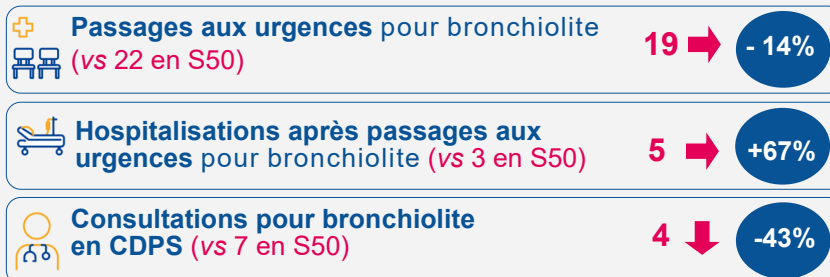 Passages aux urgences pour bronchiolite
(vs 22 en S50)
19
- 14%
Hospitalisations après passages aux
urgences pour bronchiolite (vs 3 en S50)
5
+67%
Consultations pour bronchiolite
en CDPS (vs 7 en S50)
4
-43%